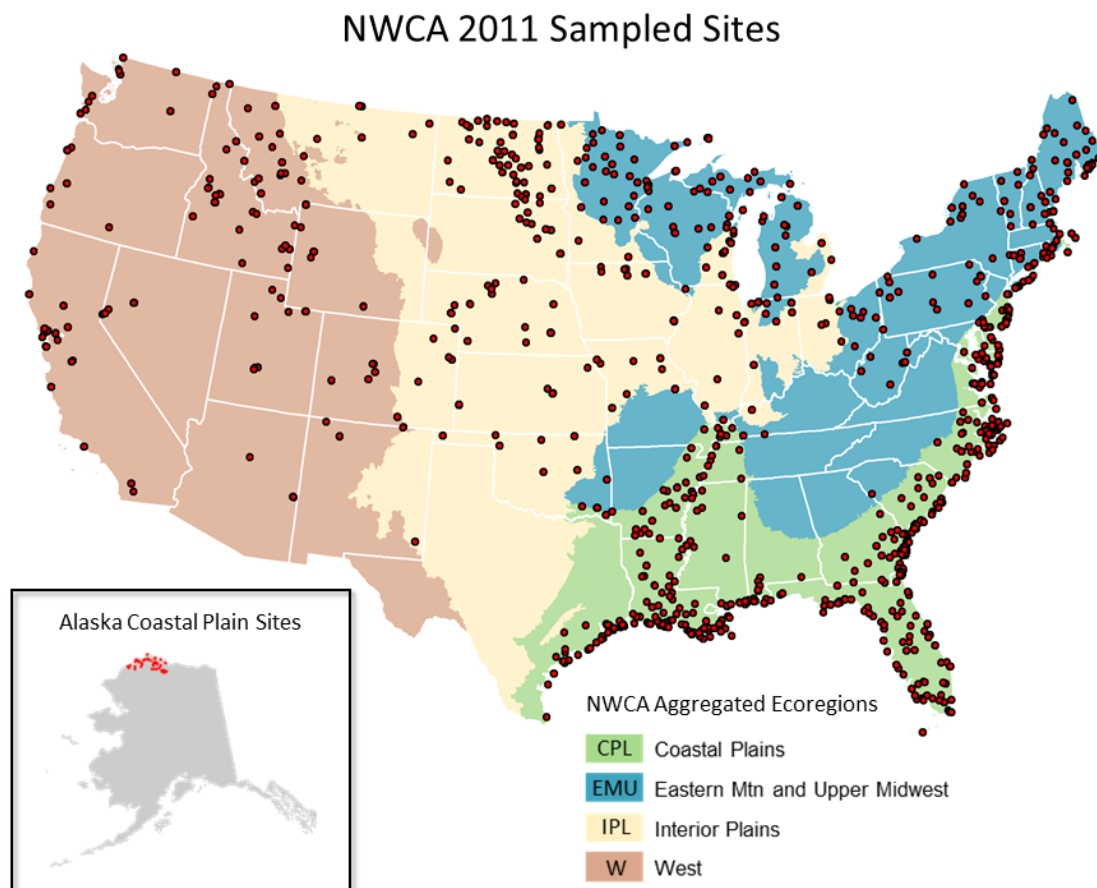 NWCA 2011 Sampled Sites
Alaska Coastal Plain Sites
NWCA Aggregated Ecoregions
CPL Coastal Plains
EMU Eastern Mtn and Upper Midwest
IPL Interior Plains
W West